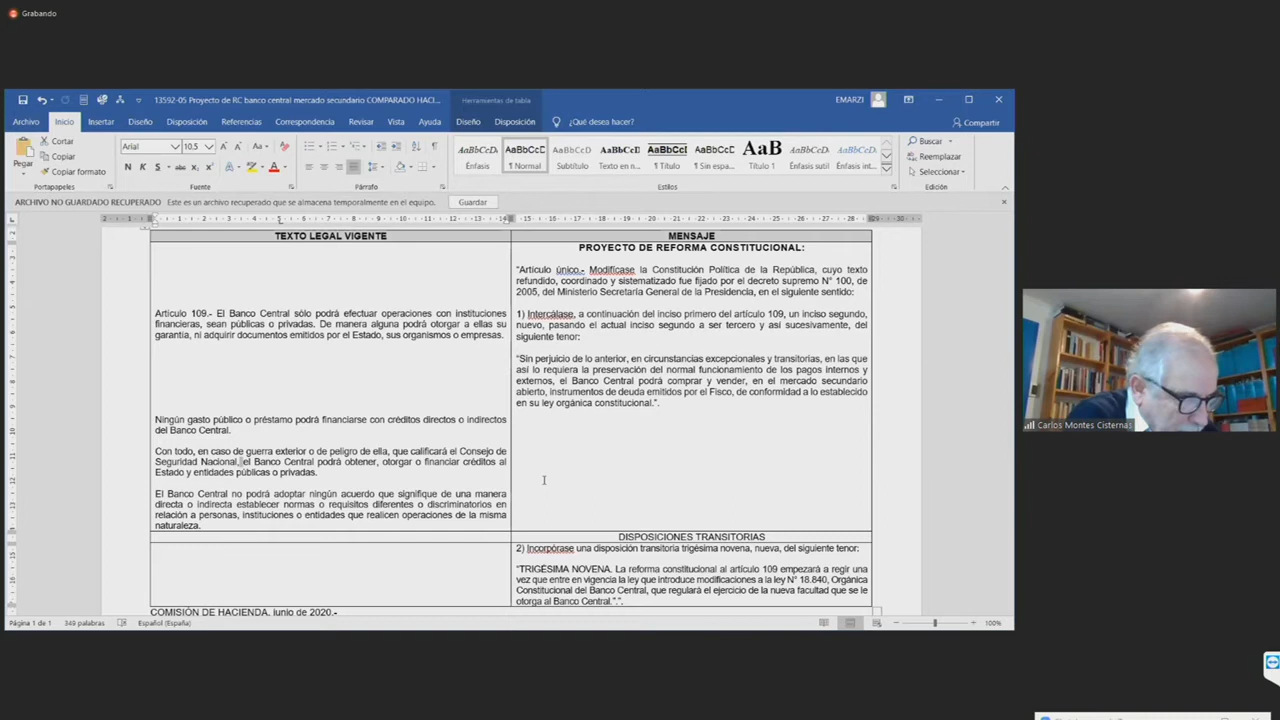 Grabando
13592-05 Proyecto de RC banco central mercado secundario COMPARADO HACI...
Herramientas de tabla
EMARZI
Archivo
Inicio
Insertar
Diseño
Disposición
Referencias
Correspondencia
Revisar
Vista
Ayuda
Diseño
Disposición
¿Qué desea hacer?
Compartir
Pegar
Cortar
Copiar
Copiar formato
Portapapeles
Arial
10.5
N K S abc x₂ x²
Fuente
Párrafo
AaBbCcD
Énfasis
AaBbCcD
¶ Normal
AaBbCcD
Subtítulo
AaBbCcD
Texto en n...
AaBbCcD
¶ Título
AaBbCcD
¶ Sin espa...
AaB
Título 1
AaBbCcD
Énfasis sutil
AaBbCcD
Énfasis int...
Estilos
Buscar
Reemplazar
Seleccionar
Edición
ARCHIVO NO GUARDADO RECUPERADO Este es un archivo recuperado que se almacena temporalmente en el equipo. Guardar
TEXTO LEGAL VIGENTE
Artículo 109.- El Banco Central sólo podrá efectuar operaciones con instituciones
financieras, sean públicas o privadas. De manera alguna podrá otorgar a ellas su
garantía, ni adquirir documentos emitidos por el Estado, sus organismos o empresas.
Ningún gasto público o préstamo podrá financiarse con créditos directos o indirectos
del Banco Central.
Con todo, en caso de guerra exterior o de peligro de ella, que calificará el Consejo de
Seguridad Nacional, el Banco Central podrá obtener, otorgar o financiar créditos al
Estado y entidades públicas o privadas.
El Banco Central no podrá adoptar ningún acuerdo que signifique de una manera
directa o indirecta establecer normas o requisitos diferentes o discriminatorios en
relación a personas, instituciones o entidades que realicen operaciones de la misma
naturaleza.
MENSAJE
PROYECTO DE REFORMA CONSTITUCIONAL:
“Artículo único.- Modifícase la Constitución Política de la República, cuyo texto
refundido, coordinado y sistematizado fue fijado por el decreto supremo N° 100, de
2005, del Ministerio Secretaría General de la Presidencia, en el siguiente sentido:
1) Intercálase, a continuación del inciso primero del artículo 109, un inciso segundo,
nuevo, pasando el actual inciso segundo a ser tercero y así sucesivamente, del
siguiente tenor:
“Sin perjuicio de lo anterior, en circunstancias excepcionales y transitorias, en las que
así lo requiera la preservación del normal funcionamiento de los pagos internos y
externos, el Banco Central podrá comprar y vender, en el mercado secundario
abierto, instrumentos de deuda emitidos por el Fisco, de conformidad a lo establecido
en su ley orgánica constitucional.”.
DISPOSICIONES TRANSITORIAS
2) Incorpórase una disposición transitoria trigésima novena, nueva, del siguiente tenor:
“TRIGÉSIMA NOVENA. La reforma constitucional al artículo 109 empezará a regir una
vez que entre en vigencia la ley que introduce modificaciones a la ley N° 18.840, Orgánica
Constitucional del Banco Central, que regulará el ejercicio de la nueva facultad que se le
otorga al Banco Central.”.”.
COMISIÓN DE HACIENDA, junio de 2020.-
Página 1 de 1
349 palabras
Español (España)
100%
Carlos Montes Cisternas